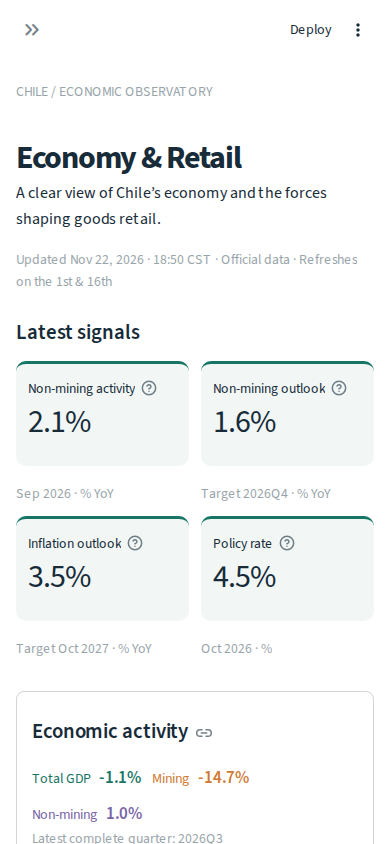 Deploy
CHILE / ECONOMIC OBSERVATORY
Economy & Retail
A clear view of Chile’s economy and the forces
shaping goods retail.
Updated Nov 22, 2026 · 18:50 CST · Official data · Refreshes
on the 1st & 16th
Latest signals
Non-mining activity
2.1%
Sep 2026 · % YoY
Non-mining outlook
1.6%
Target 2026Q4 · % YoY
Inflation outlook
3.5%
Target Oct 2027 · % YoY
Policy rate
4.5%
Oct 2026 · %
Economic activity
Total GDP -1.1% Mining -14.7%
Non-mining 1.0%
Latest complete quarter: 2026Q3